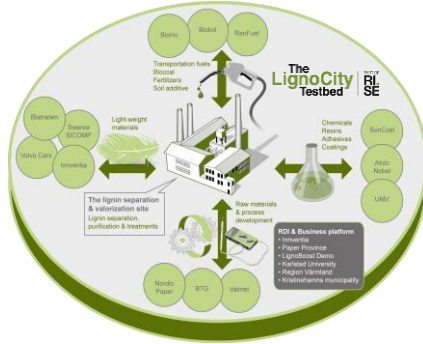 Bionic
Biokol
RenFuel
The
LignoCity
Testbed
PART OF
RI.
SE
Transportation fuels
Biocoal
Fertilizers
Soil additive
Blatraden
Swerea
SICOMP
Volvo Cars
Innventia
Light-weight
materials
Chemicals
Resins
Adhesives
Coatings
SunCoal
Akzo
Nobel
UMV
The lignin separation
& valorization site
Lignin separation,
purification & treatments
Raw materials
& process
development
RDI & Business platform
• Innventia
• Paper Province
• LignoBoost Demo
• Karlstad University
• Region Värmland
• Kristinehamns municipality
Nordic
Paper
BTG
Valmet